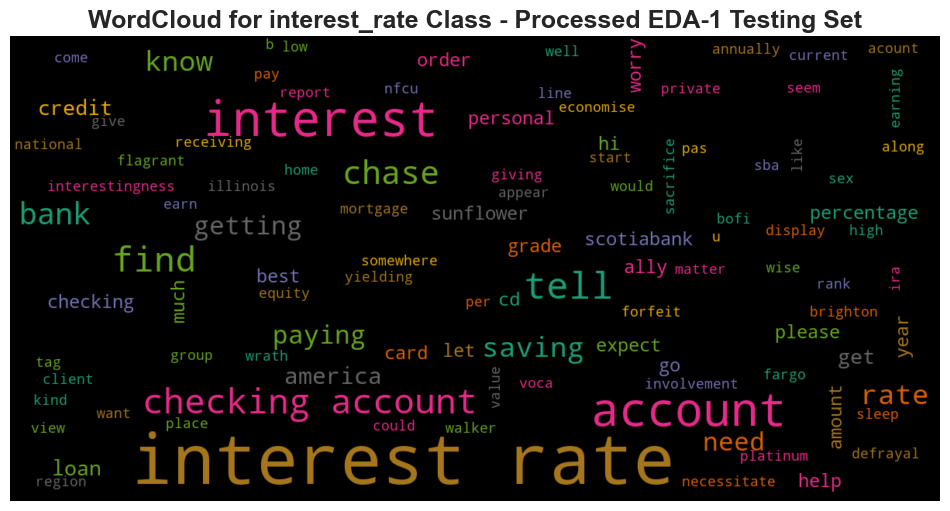 WordCloud for interest_rate Class - Processed EDA-1 Testing Set
come
b
low
know
order
well
worry
annually
current
acount
pay
report
nfcu
line
private
seem
earning
credit
give
interest
personal
economise
national
receiving
hi
start
sacrifice
pas
like
along
flagrant
home
chase
giving
would
sba
sex
interestingness
illinois
appear
bank
earn
getting
mortgage
sunflower
bofi
percentage
display
high
find
grade
scotiabank
u
somewhere
ally
matter
wise
checking
much
best
equity
yielding
per
cd
tell
forfeit
rank
ira
brighton
paying
saving
expect
please
year
tag
group
wrath
card
let
get
client
america
value
voca
go
involvement
fargo
kind
want
checking account
account
amount
rate
view
place
could
walker
need
sleep
loan
interest rate
platinum
defrayal
region
necessitate
help